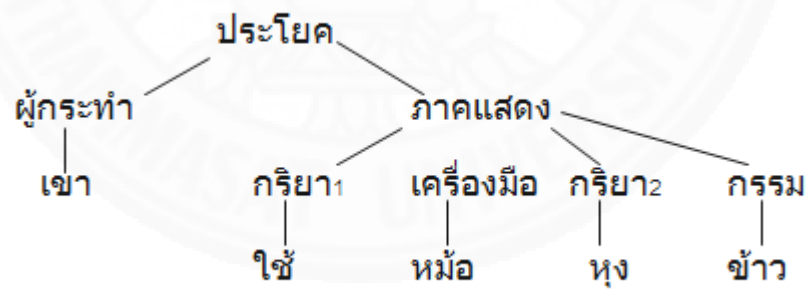 ประโยค
ผู้กระทำ ภาคแสดง
เขา กริยา1 เครื่องมือ กริยา2 กรรม
ใช้ หม้อ หุง ข้าว